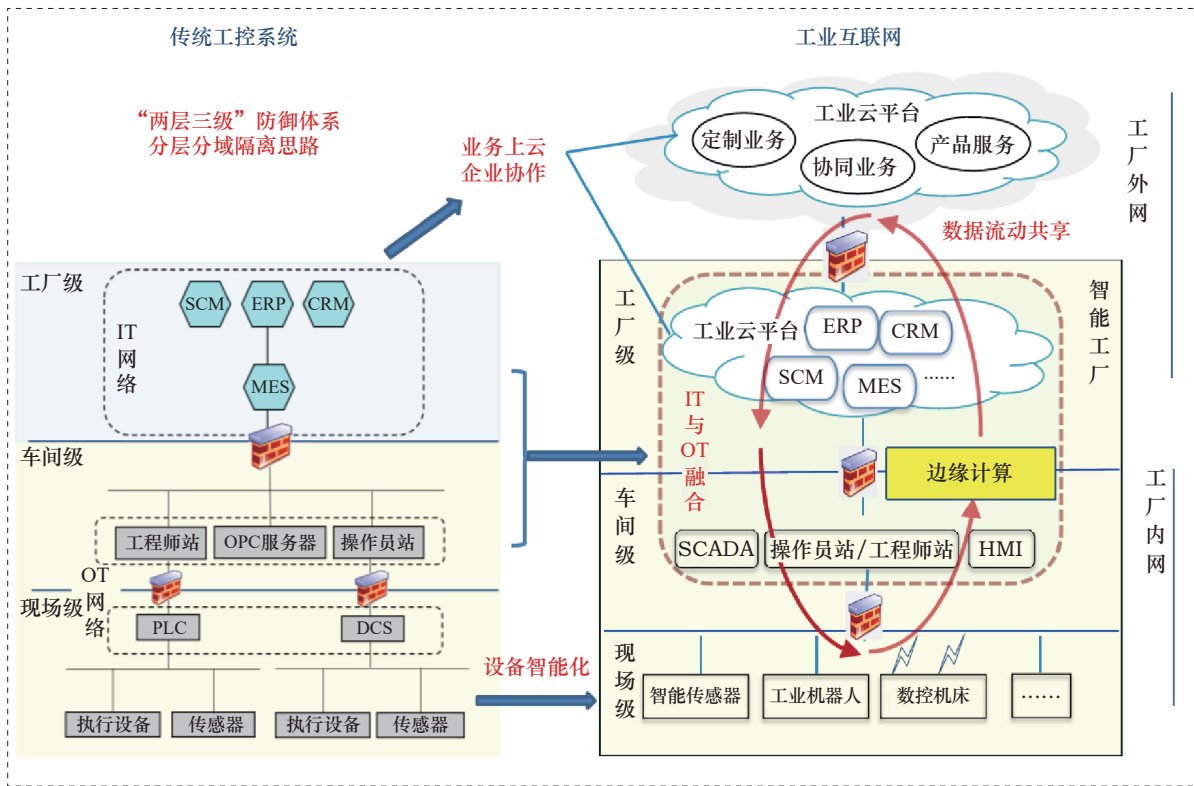 传统工控系统
工业互联网
“两层三级”防御体系
分层分域隔离思路
业务上云
企业协作
工厂级
IT网络
SCM
ERP
CRM
MES
车间级
工程师站
OPC服务器
操作员站
OT网络
现场级
PLC
DCS
执行设备
传感器
执行设备
传感器
设备智能化
工业云平台
定制业务
协同业务
产品服务
工厂外网
数据流动共享
工厂级
智能工厂
工业云平台
ERP
CRM
SCM
MES
······
IT与OT融合
边缘计算
车间级
SCADA
操作员站/工程师站
HMI
工厂内网
现场级
智能传感器
工业机器人
数控机床
······